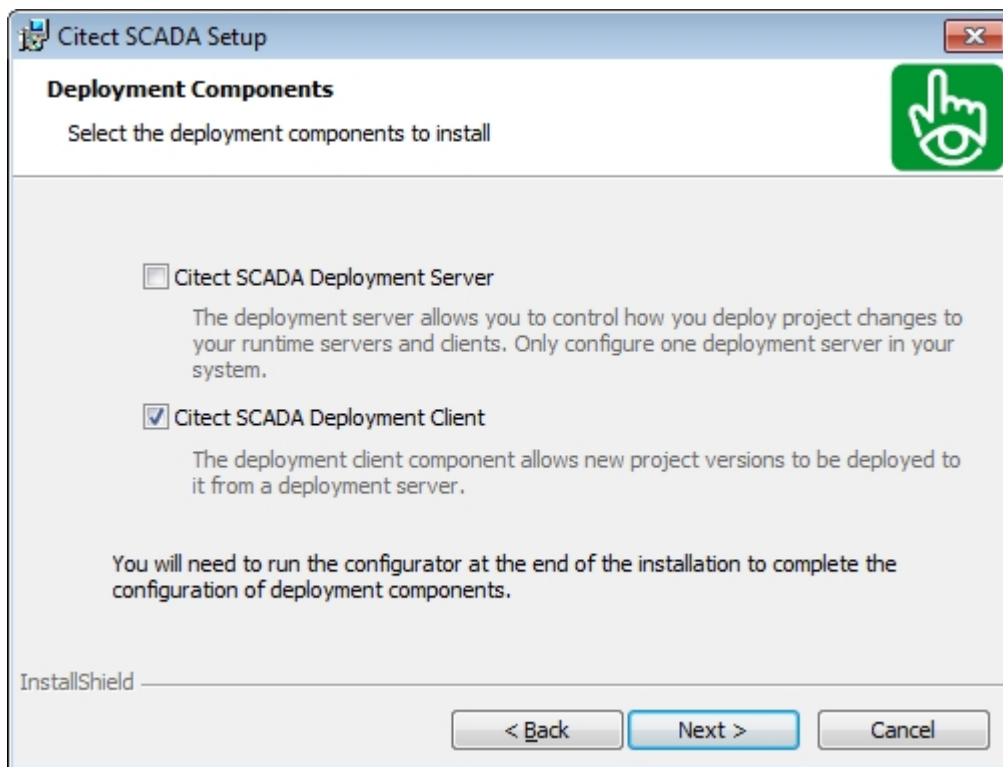 Citect SCADA Setup
Deployment Components
Select the deployment components to install
Citect SCADA Deployment Server
The deployment server allows you to control how you deploy project changes to
your runtime servers and clients. Only configure one deployment server in your
system.
Citect SCADA Deployment Client
The deployment client component allows new project versions to be deployed to
it from a deployment server.
You will need to run the configurator at the end of the installation to complete the
configuration of deployment components.
InstallShield
< Back
Next >
Cancel